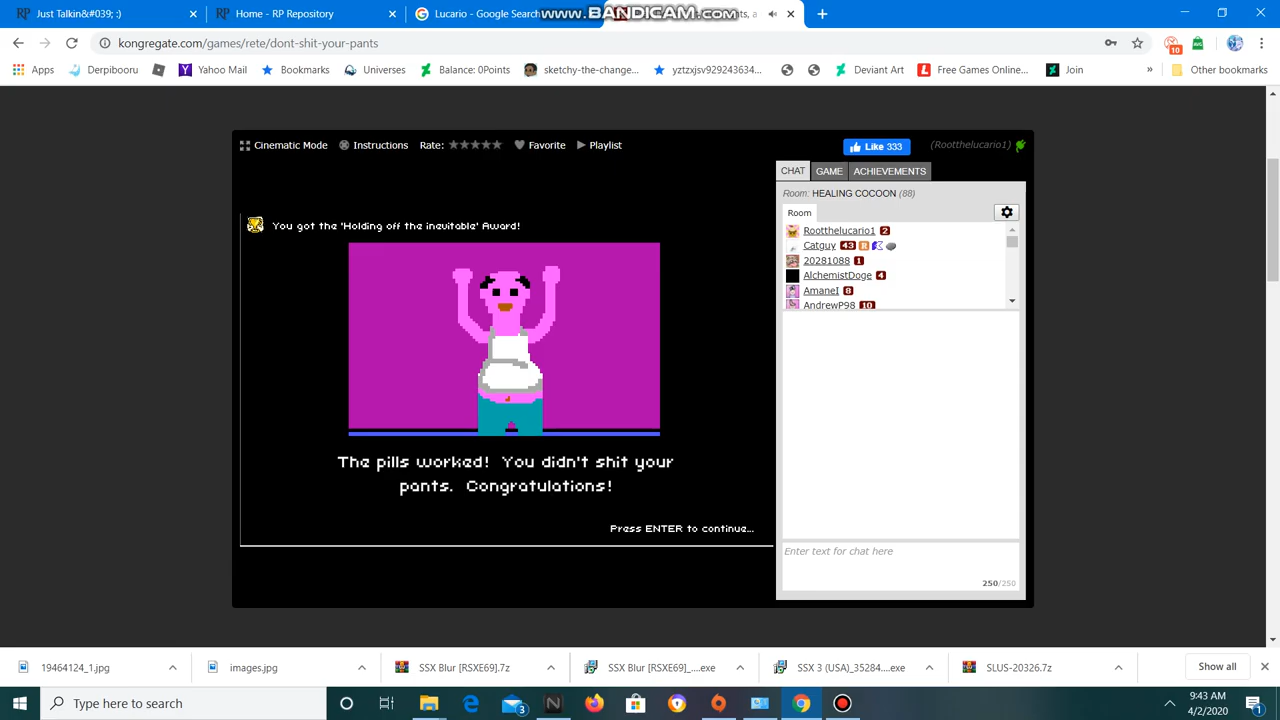 www.BANDICAM.com
Just Talkin&#039;:)
Home - RP Repository
Lucario - Google Search
kongregate.com/games/rete/dont-shit-your-pants
10
Apps
Derpibooru
Yahoo Mail
Bookmarks
Universes
Balance: 0Points
sketchy-the-change...
yztzxjsv929243634...
Deviant Art
Free Games Online...
Join
»
Other bookmarks
Cinematic Mode
Instructions
Rate:
Favorite
Playlist
Like 333
(Rootthelucario1)
CHAT
GAME
ACHIEVEMENTS
Room: HEALING COCOON (88)
Room
Rootthelucario1 2
Catguy 43
20281088 1
AlchemistDoge 4
AmaneI 8
AndrewP98 10
You got the 'Holding off the inevitable' Award!
The pills worked! You didn't shit your
pants. Congratulations!
Press ENTER to continue...
Enter text for chat here
250/250
19464124_1.jpg
images.jpg
SSX Blur [RSXE69].7z
SSX Blur [RSXE69]_....exe
SSX 3 (USA)_35284....exe
SLUS-20326.7z
Show all
Type here to search
3
9:43 AM
4/2/2020
1